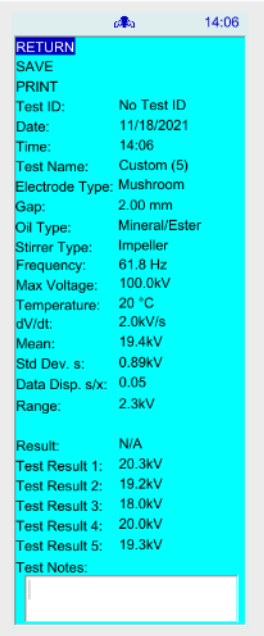 14:06
RETURN
SAVE
PRINT
Test ID: No Test ID
Date: 11/18/2021
Time: 14:06
Test Name: Custom (5)
Electrode Type: Mushroom
Gap: 2.00 mm
Oil Type: Mineral/Ester
Stirrer Type: Impeller
Frequency: 61.8 Hz
Max Voltage: 100.0kV
Temperature: 20 °C
dV/dt: 2.0kV/s
Mean: 19.4kV
Std Dev. s: 0.89kV
Data Disp. s/x: 0.05
Range: 2.3kV
Result: N/A
Test Result 1: 20.3kV
Test Result 2: 19.2kV
Test Result 3: 18.0kV
Test Result 4: 20.0kV
Test Result 5: 19.3kV
Test Notes: